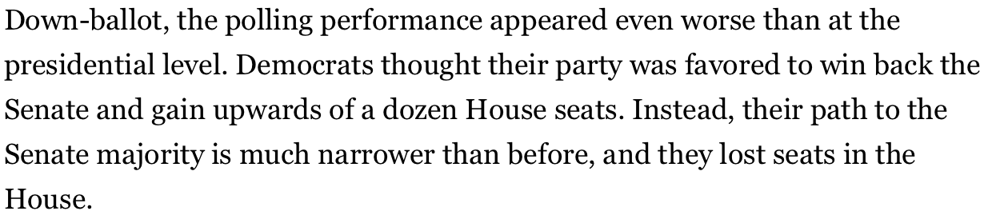 Down-ballot, the polling performance appeared even worse than at the
presidential level. Democrats thought their party was favored to win back the
Senate and gain upwards of a dozen House seats. Instead, their path to the
Senate majority is much narrower than before, and they lost seats in the
House.